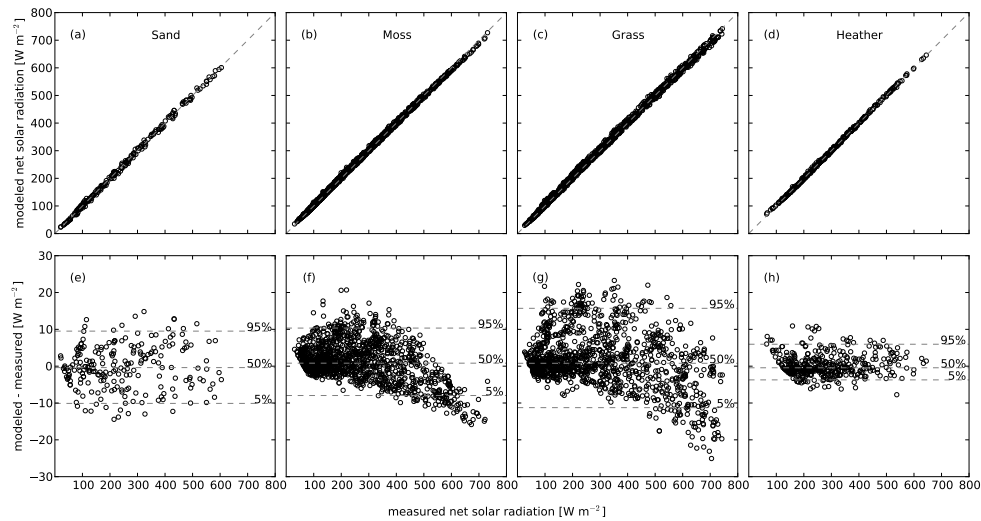 800
700
600
500
400
300
200
100
0
modeled net solar radiation [W m⁻²]
(a) Sand
(b) Moss
(c) Grass
(d) Heather
30
20
10
0
−10
−20
−30
modeled - measured [W m⁻²]
(e)
95%
50%
5%
(f)
95%
50%
5%
(g)
95%
50%
5%
(h)
95%
50%
5%
100 200 300 400 500 600 700 800 100 200 300 400 500 600 700 800 100 200 300 400 500 600 700 800 100 200 300 400 500 600 700 800
measured net solar radiation [W m⁻²]